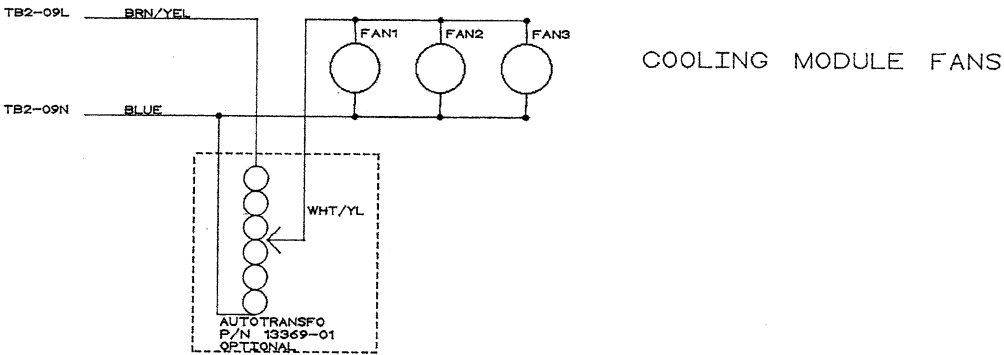 TB2-09L BRN/YEL
FAN1 FAN2 FAN3
COOLING MODULE FANS
TB2-09N BLUE
WHT/YL
AUTOTRANSFO
P/N 13369-01
OPTIONAL